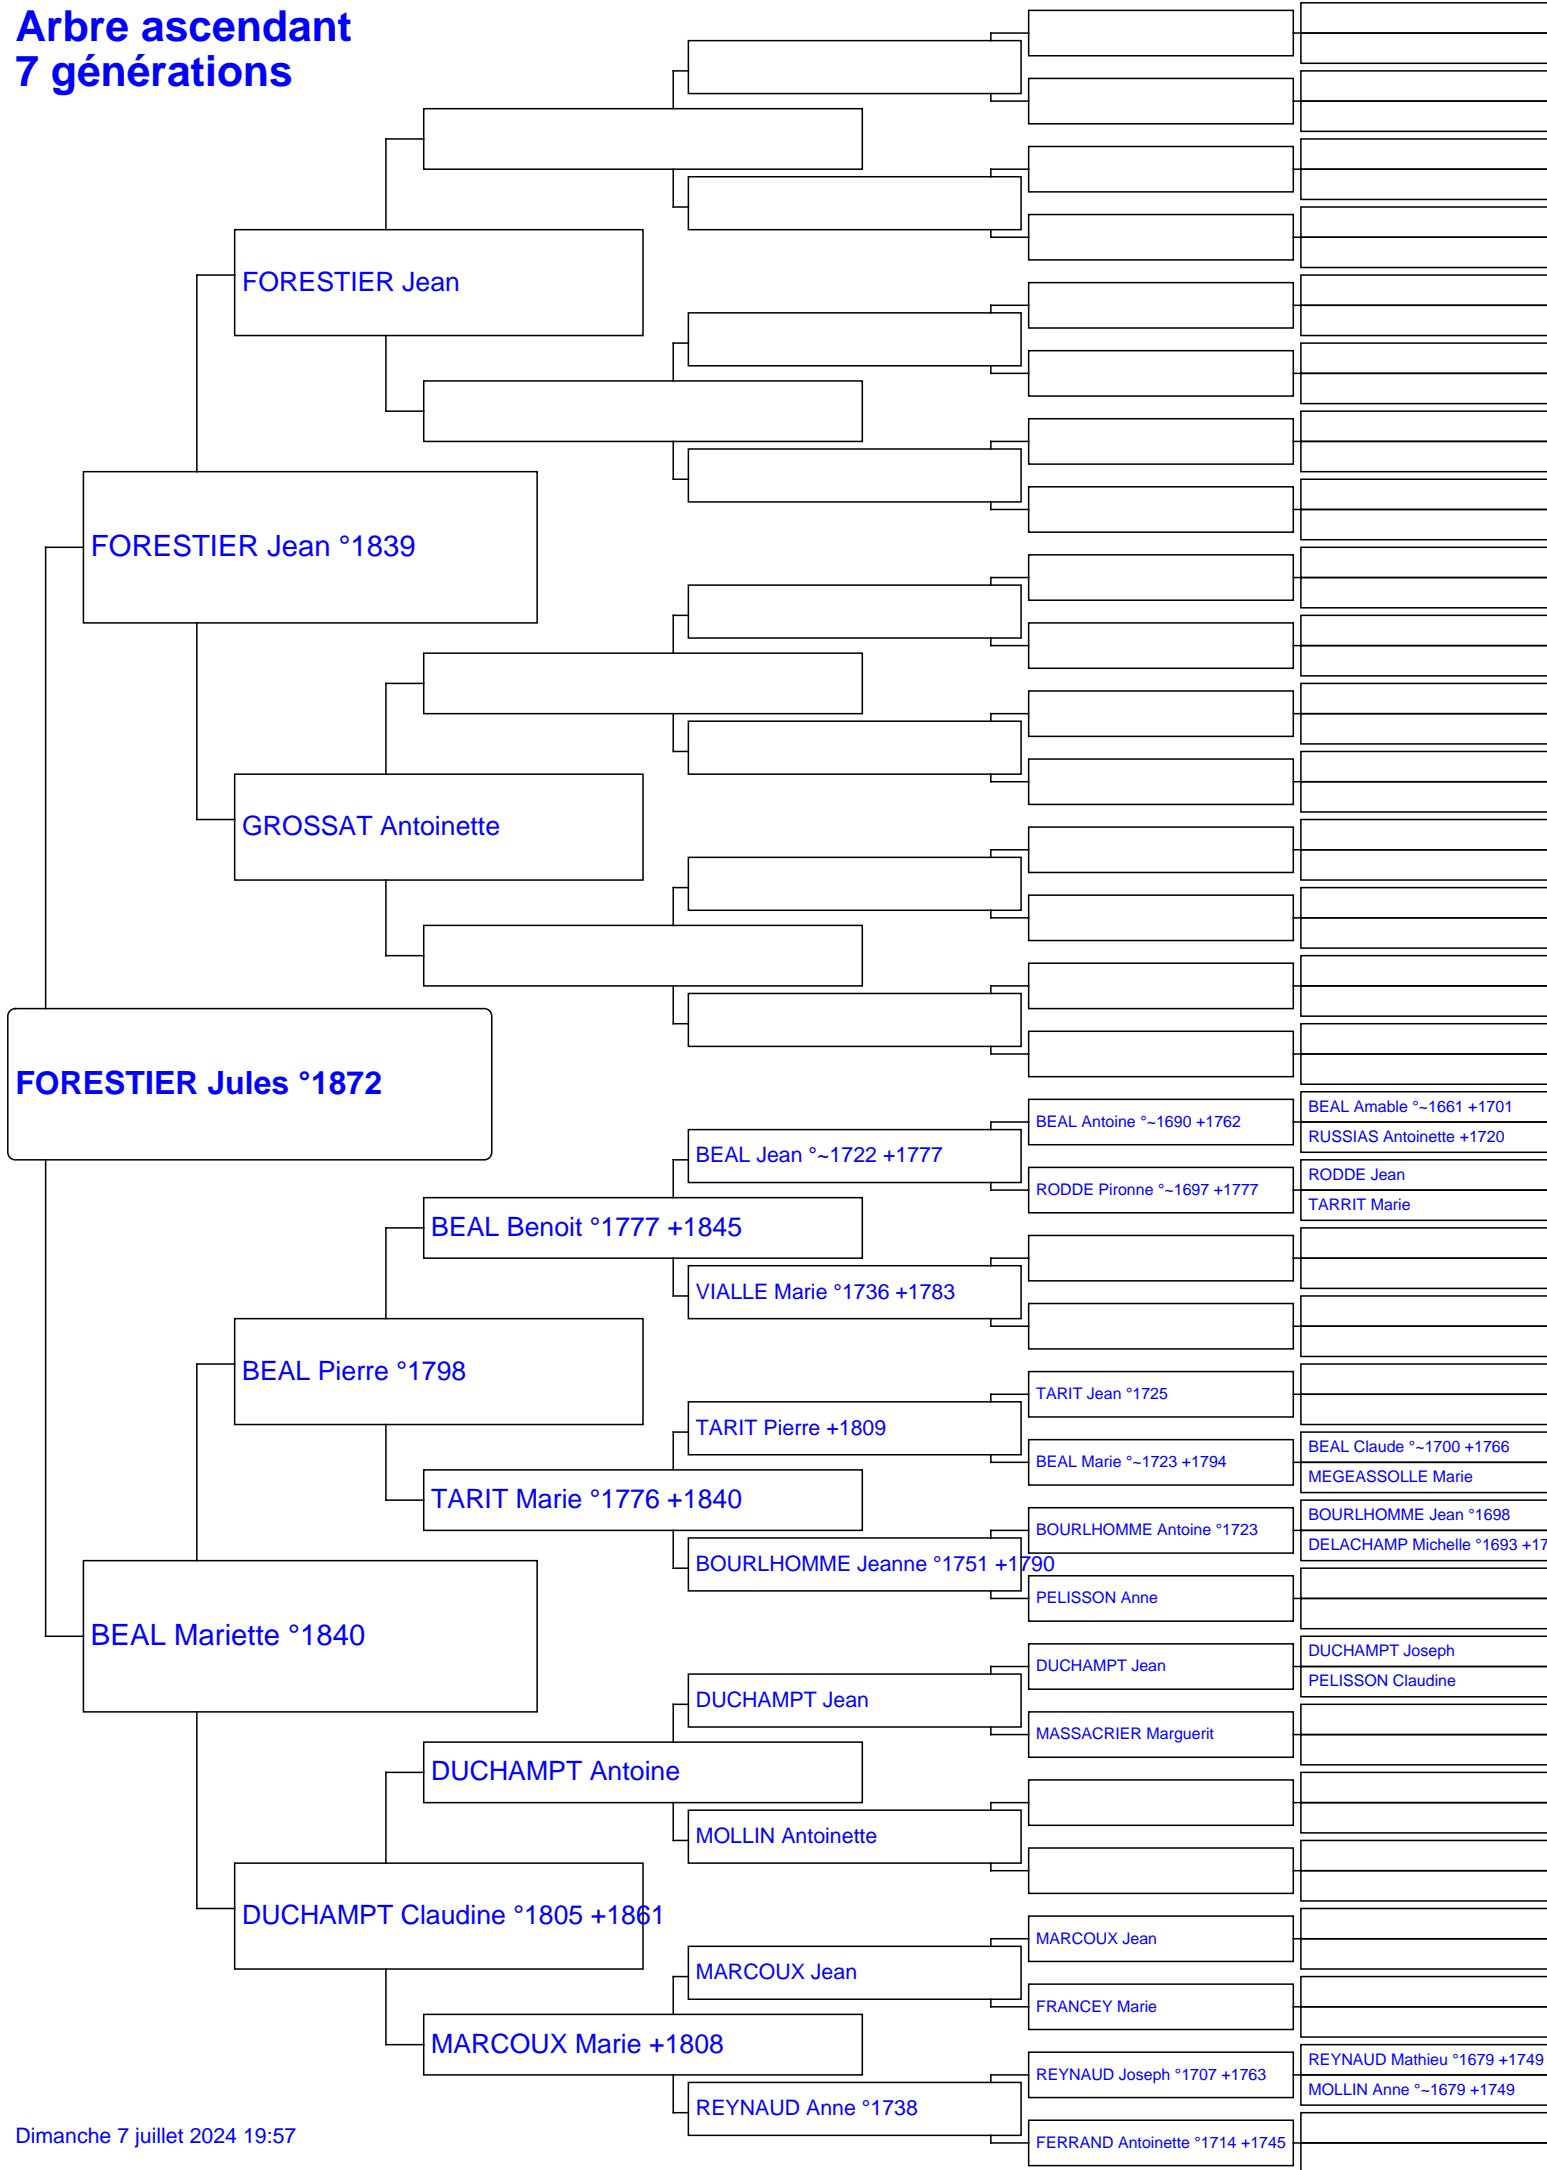 Arbre ascendant
7 générations
FORESTIER Jean
FORESTIER Jean °1839
GROSSAT Antoinette
FORESTIER Jules °1872
BEAL Amable °~1661 +1701
BEAL Antoine °~1690 +1762
RUSSIAS Antoinette +1720
BEAL Jean °~1722 +1777
RODDE Jean
RODDE Pironne °~1697 +1777
TARRIT Marie
BEAL Benoit °1777 +1845
VIALLE Marie °1736 +1783
BEAL Pierre °1798
TARIT Jean °1725
TARIT Pierre +1809
BEAL Claude °~1700 +1766
BEAL Marie °~1723 +1794
MEGEASSOLLE Marie
TARIT Marie °1776 +1840
BOURLHOMME Jean °1698
BOURLHOMME Antoine °1723
DELACHAMP Michelle °1693 +17
BOURLHOMME Jeanne °1751 +1790
PELISSON Anne
BEAL Mariette °1840
DUCHAMPT Joseph
DUCHAMPT Jean
PELISSON Claudine
DUCHAMPT Jean
MASSACRIER Marguerit
DUCHAMPT Antoine
MOLLIN Antoinette
DUCHAMPT Claudine °1805 +1861
MARCOUX Jean
MARCOUX Jean
FRANCEY Marie
MARCOUX Marie +1808
REYNAUD Mathieu °1679 +1749
REYNAUD Joseph °1707 +1763
MOLLIN Anne °~1679 +1749
REYNAUD Anne °1738
FERRAND Antoinette °1714 +1745
Dimanche 7 juillet 2024 19:57